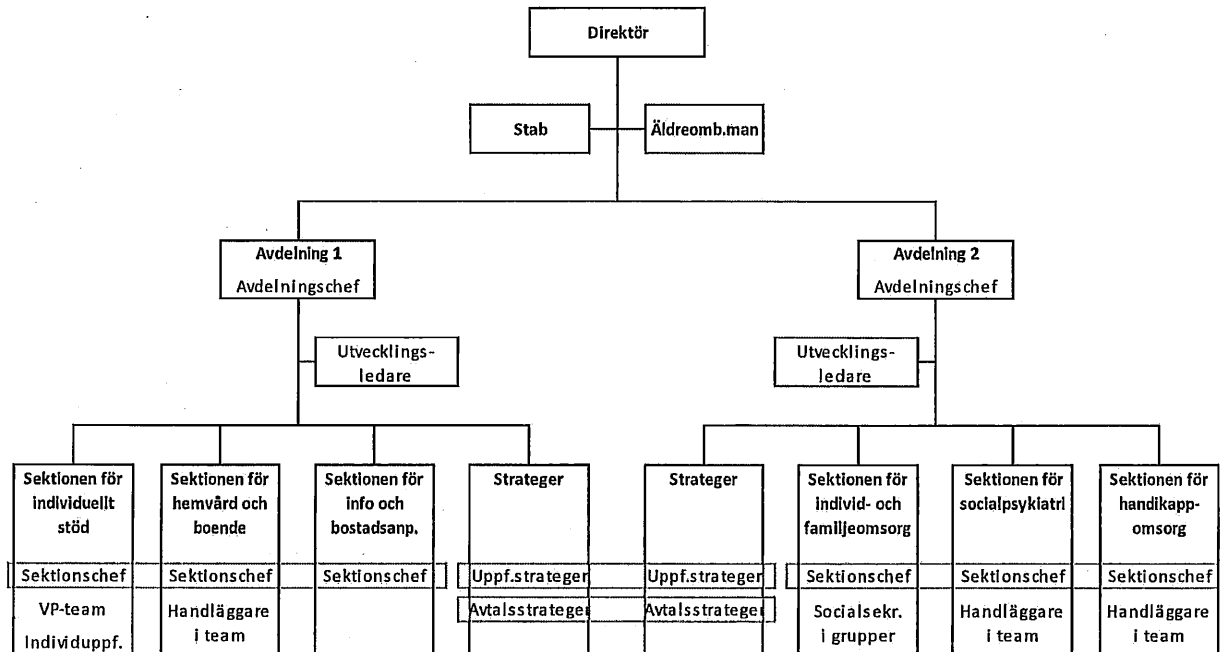 Direktör
Stab
Äldreomb.man
Avdelning 1
Avdelningschef
Avdelning 2
Avdelningschef
Utvecklings-
ledare
Utvecklings-
ledare
Sektionen för
individuellt
stöd
Sektionschef
VP-team
Individuppf.
Sektionen för
hemvård och
boende
Sektionschef
Handläggare
i team
Sektionen för
info och
bostadsanp.
Sektionschef
Strateger
Uppf.strateger
Avtalsstrateger
Strateger
Uppf.strateger
Avtalsstrateger
Sektionen för
individ- och
familjeomsorg
Sektionschef
Socialsekr.
i grupper
Sektionen för
socialpsykiatri
Sektionschef
Handläggare
i team
Sektionen för
handikapp-
omsorg
Sektionschef
Handläggare
i team